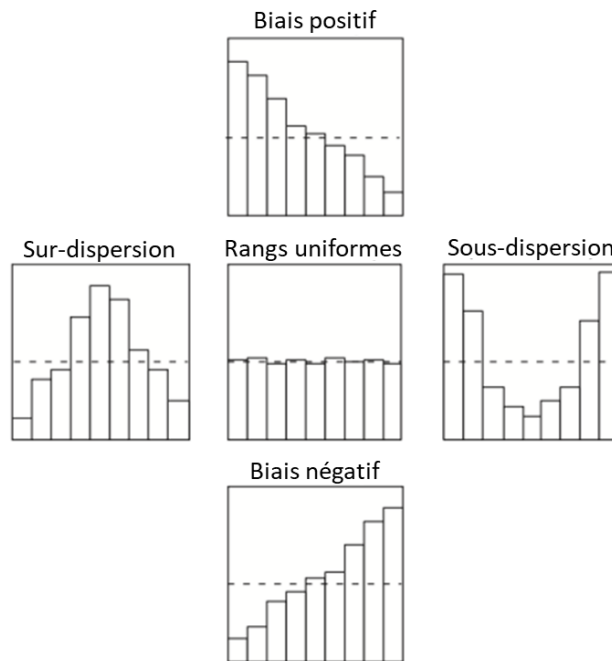 Biais positif
Sur-dispersion
Rangs uniformes
Sous-dispersion
Biais négatif